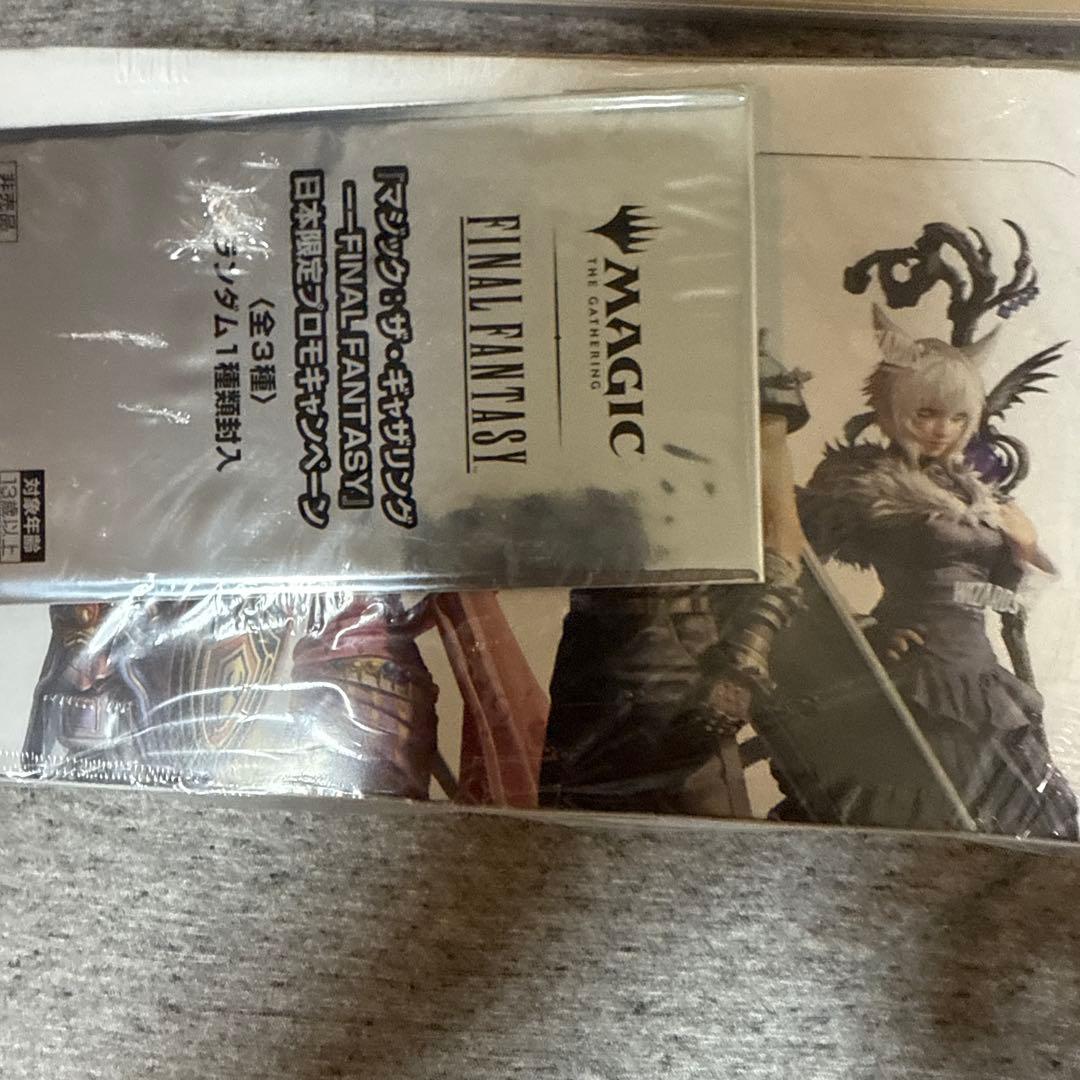 MAGIC
THE GATHERING
FINAL FANTASY
『マジック：ザ・ギャザリング
——FINAL FANTASY』
日本限定プロモキャンペーン
〈全3種〉
ランダム1種類封入
対象年齢
13歳以上
非売品
WIZARDS